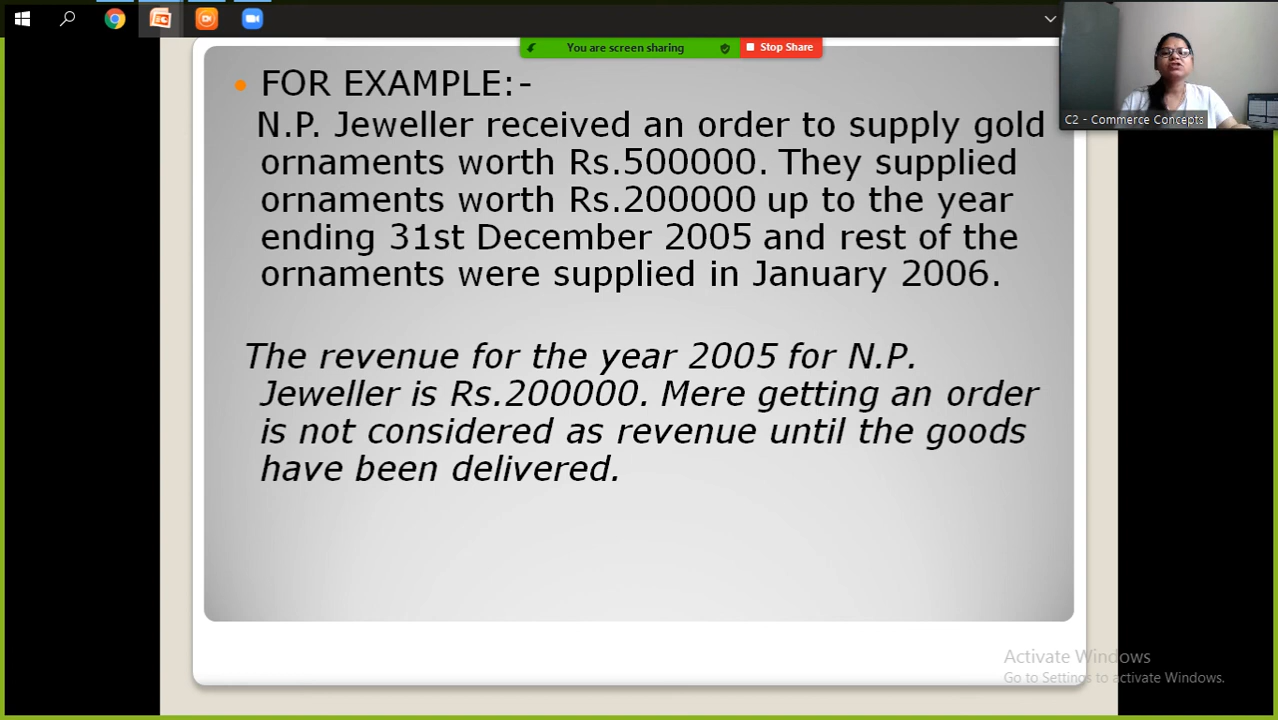 You are screen sharing
Stop Share
C2 - Commerce Concepts
FOR EXAMPLE:-
N.P. Jeweller received an order to supply gold
ornaments worth Rs.500000. They supplied
ornaments worth Rs.200000 up to the year
ending 31st December 2005 and rest of the
ornaments were supplied in January 2006.
The revenue for the year 2005 for N.P.
Jeweller is Rs.200000. Mere getting an order
is not considered as revenue until the goods
have been delivered.
Activate Windows
Go to Settings to activate Windows.